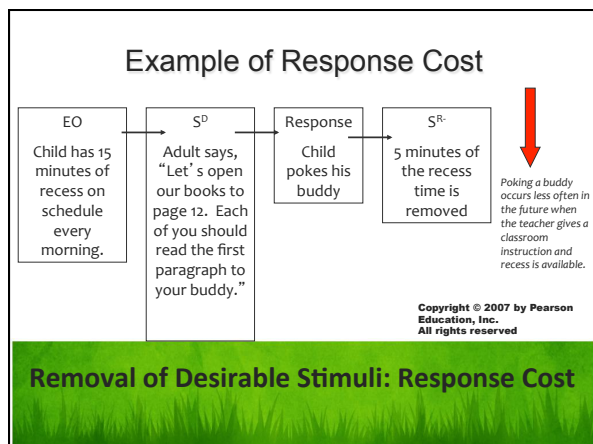 Example of Response Cost
EO
Child has 15
minutes of
recess on
schedule
every
morning.
S^D
Adult says,
“Let’s open
our books to
page 12. Each
of you should
read the first
paragraph to
your buddy.”
Response
Child
pokes his
buddy
S^R-
5 minutes of
the recess
time is
removed
Poking a buddy
occurs less often in
the future when
the teacher gives a
classroom
instruction and
recess is available.
Copyright © 2007 by Pearson
Education, Inc.
All rights reserved
Removal of Desirable Stimuli: Response Cost